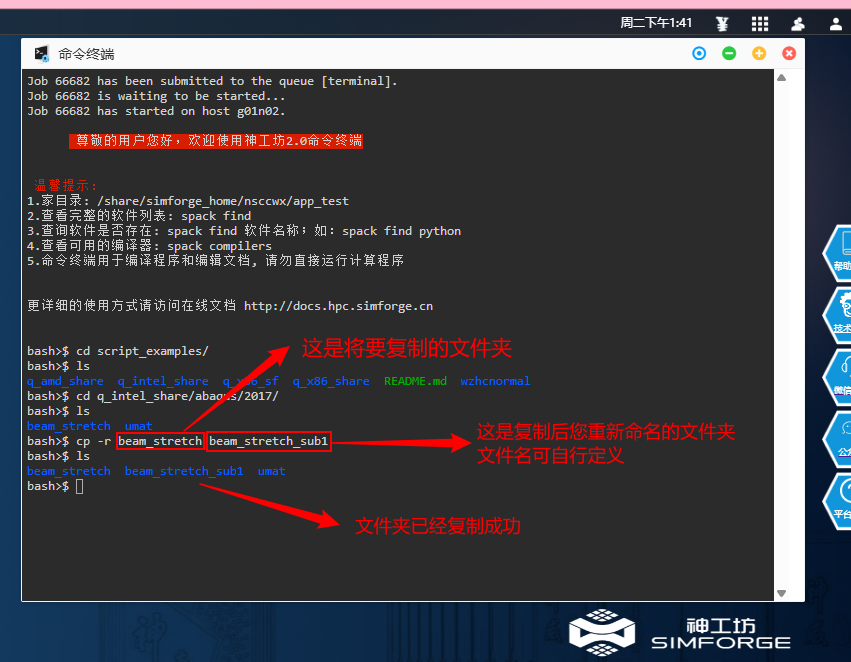 周二下午1:41
命令终端
Job 66682 has been submitted to the queue [terminal].
Job 66682 is waiting to be started...
Job 66682 has started on host g01n02.
尊敬的用户您好，欢迎使用神工坊2.0命令终端
温馨提示：
1.家目录: /share/simforge_home/nsccwx/app_test
2.查看完整的软件列表: spack find
3.查询软件是否存在: spack find 软件名称；如: spack find python
4.查看可用的编译器: spack compilers
5.命令终端用于编译程序和编辑文档, 请勿直接运行计算程序
更详细的使用方式请访问在线文档 http://docs.hpc.simforge.cn
bash>$ cd script_examples/
这是将要复制的文件夹
bash>$ ls
q_amd_share q_intel_share q_x86_sf q_x86_share README.md wzhcnormal
bash>$ cd q_intel_share/abaqus/2017/
bash>$ ls
beam_stretch umat
bash>$ cp -r beam_stretch beam_stretch_sub1
这是复制后您重新命名的文件夹
文件名可自行定义
bash>$ ls
beam_stretch beam_stretch_sub1 umat
bash>$
文件夹已经复制成功
帮助
技术
微信
公众
平台
神工坊
SIMFORGE